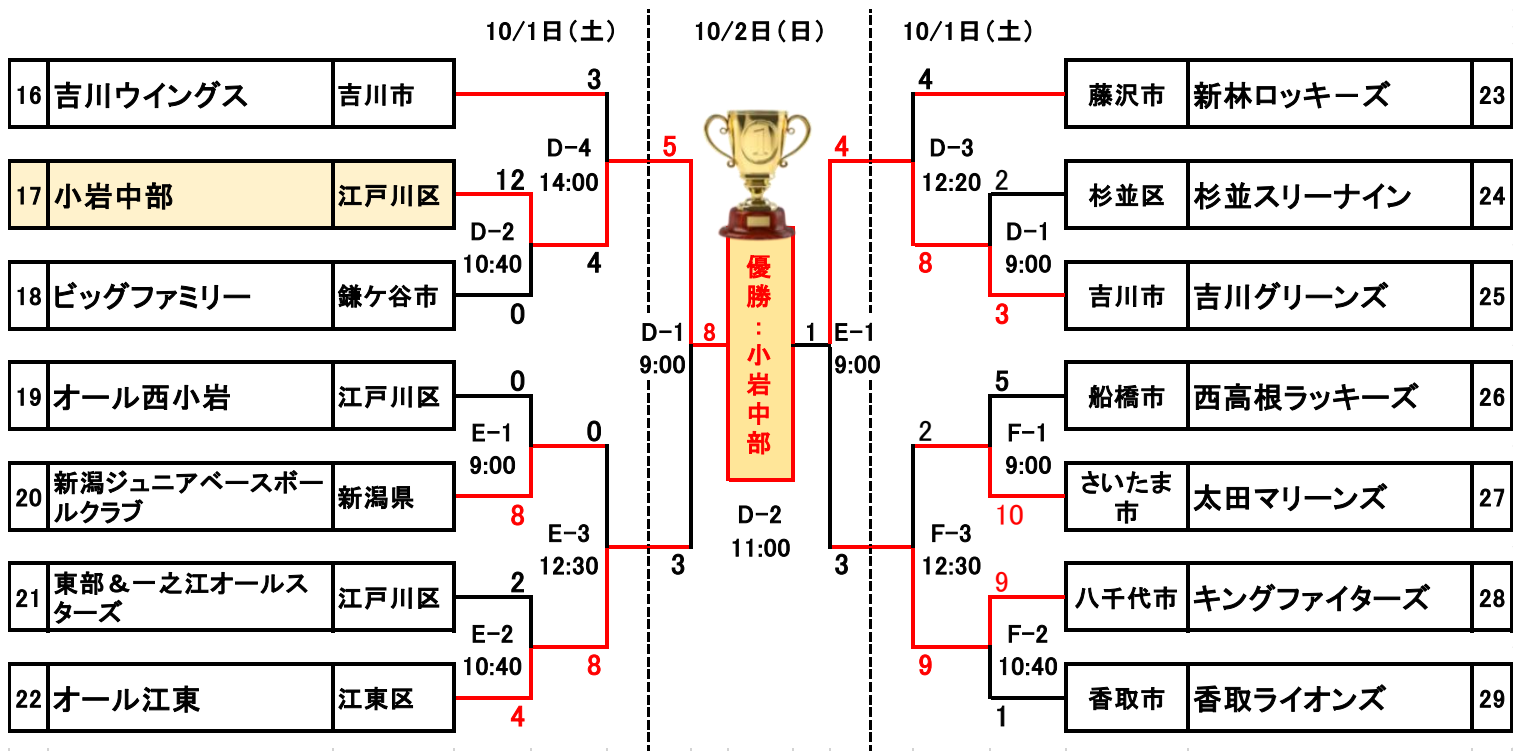 10/1日(土)
10/2日(日)
10/1日(土)
16 吉川ウイングス 吉川市
3
4
藤沢市 新林ロッキーズ 23
D-4
14:00
5
4
D-3
12:20
17 小岩中部 江戸川区
12
2
杉並区 杉並スリーナイン 24
D-2
10:40
D-1
9:00
4
8
18 ビッグファミリー 鎌ケ谷市
0
3
吉川市 吉川グリーンズ 25
1
優勝:小岩中部
D-1
9:00
8
1
E-1
9:00
19 オール西小岩 江戸川区
0
5
船橋市 西高根ラッキーズ 26
E-1
9:00
0
2
F-1
9:00
20 新潟ジュニアベースボー
ルクラブ
新潟県
8
10
さいたま
市
太田マリーンズ 27
E-3
12:30
3
D-2
11:00
3
F-3
12:30
21 東部&一之江オールス
ターズ
江戸川区
2
9
八千代市 キングファイターズ 28
E-2
10:40
8
9
F-2
10:40
22 オール江東 江東区
4
1
香取市 香取ライオンズ 29